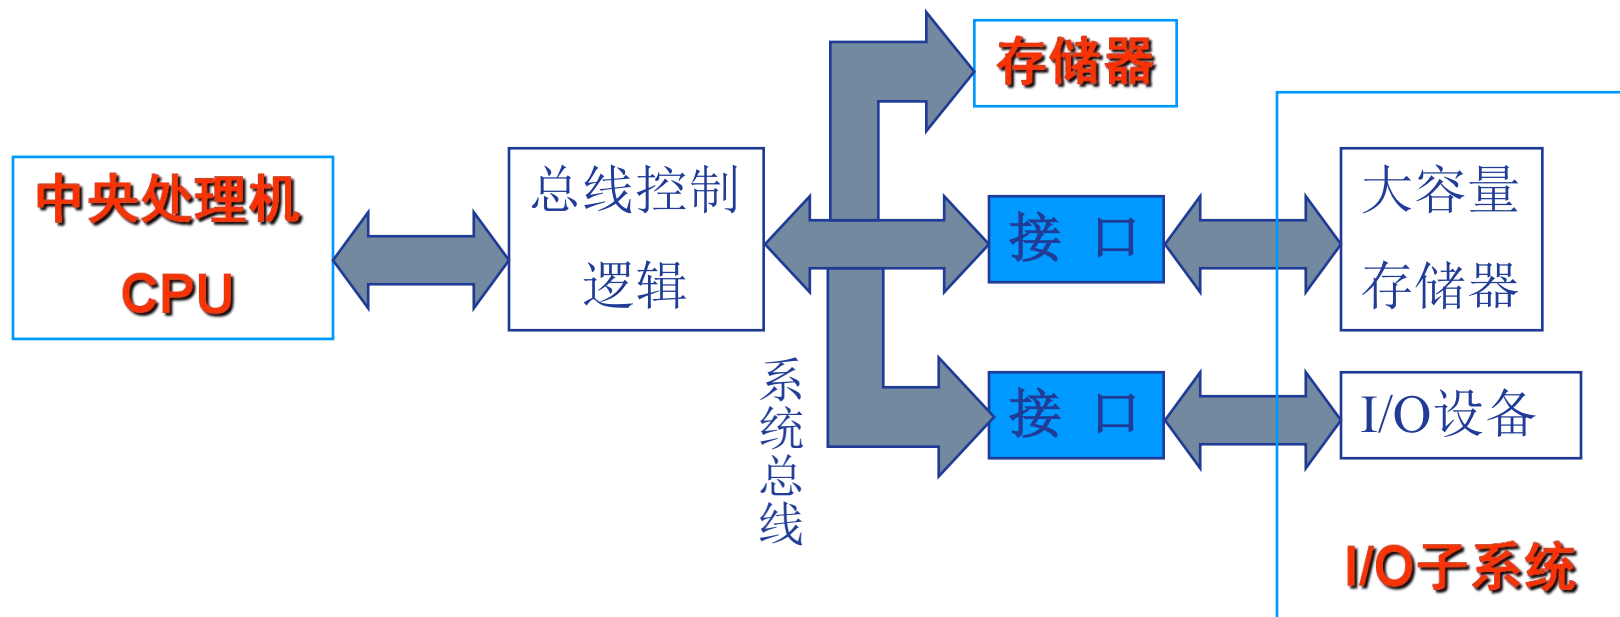 中央处理机
CPU
总线控制
逻辑
系统总线
存储器
接 口
接 口
大容量
存储器
I/O设备
I/O子系统